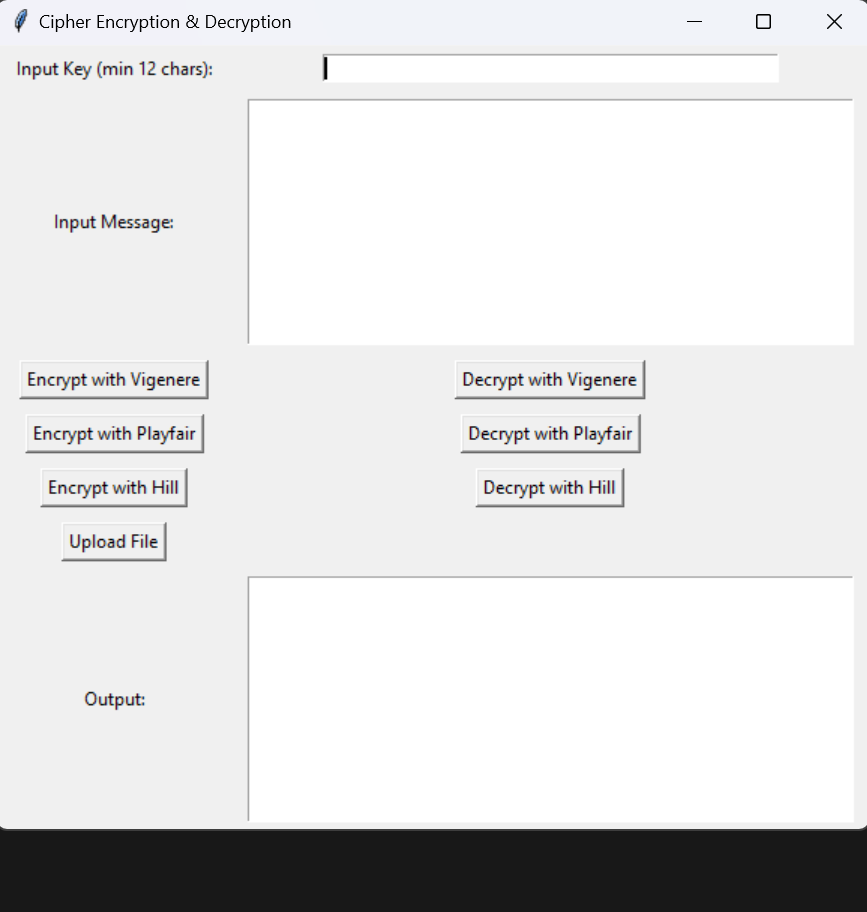 Cipher Encryption & Decryption
Input Key (min 12 chars):
Input Message:
Encrypt with Vigenere Decrypt with Vigenere
Encrypt with Playfair Decrypt with Playfair
Encrypt with Hill Decrypt with Hill
Upload File
Output: